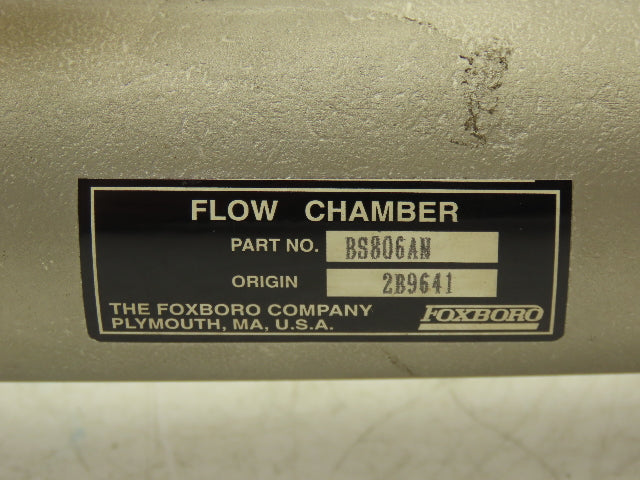 FLOW CHAMBER
PART NO. BS806AN
ORIGIN 2B9641
THE FOXBORO COMPANY
PLYMOUTH, MA, U.S.A.
FOXBORO